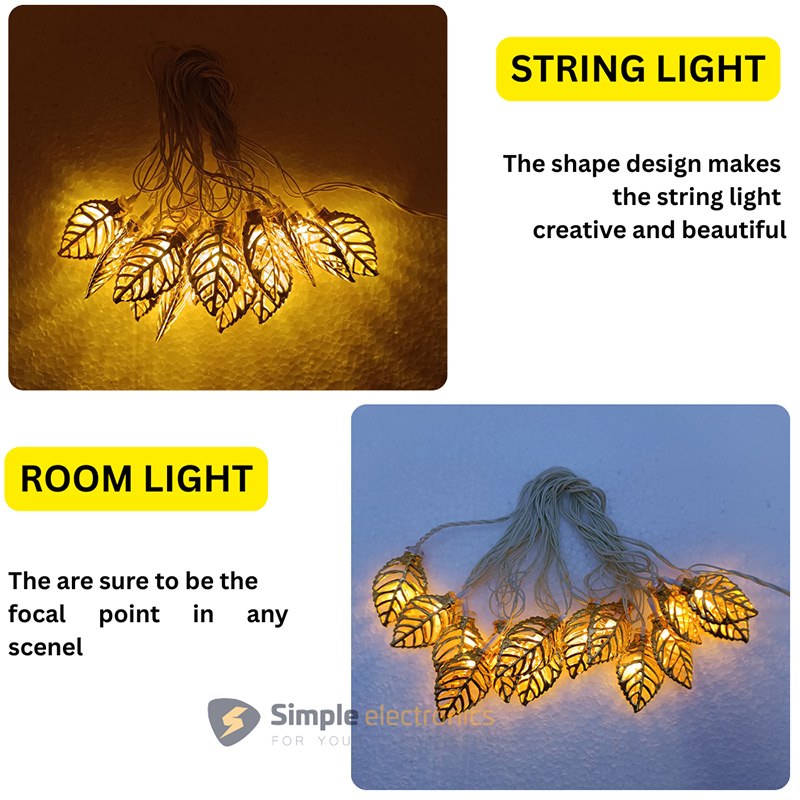 STRING LIGHT
The shape design makes
the string light
creative and beautiful
ROOM LIGHT
The are sure to be the
focal point in any
scenel
Simple electronics
FOR YOU